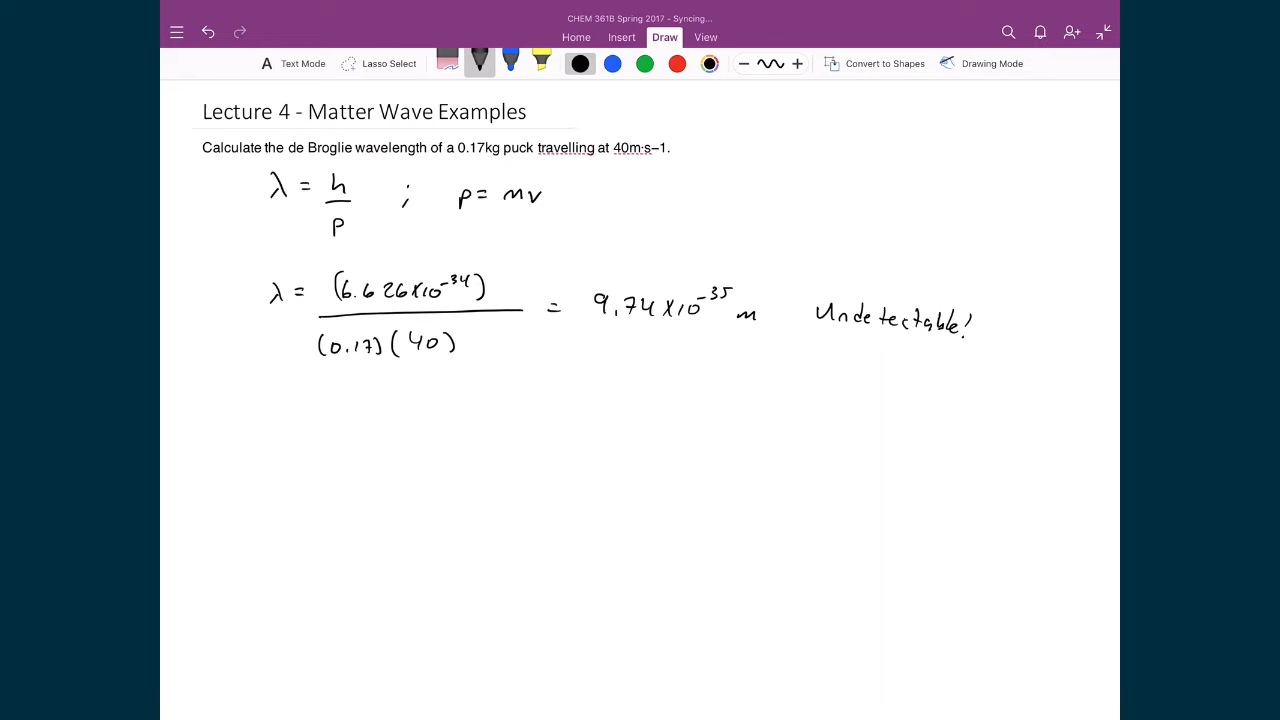 CHEM 361B Spring 2017 - Syncing...
Home Insert Draw View
A Text Mode Lasso Select Convert to Shapes Drawing Mode
Lecture 4 - Matter Wave Examples
Calculate the de Broglie wavelength of a 0.17kg puck travelling at 40m·s–1.
λ = h / p ; p = mv
λ = (6.626×10⁻³⁴) / (0.17)(40) = 9.74×10⁻³⁵ m Undetectable!